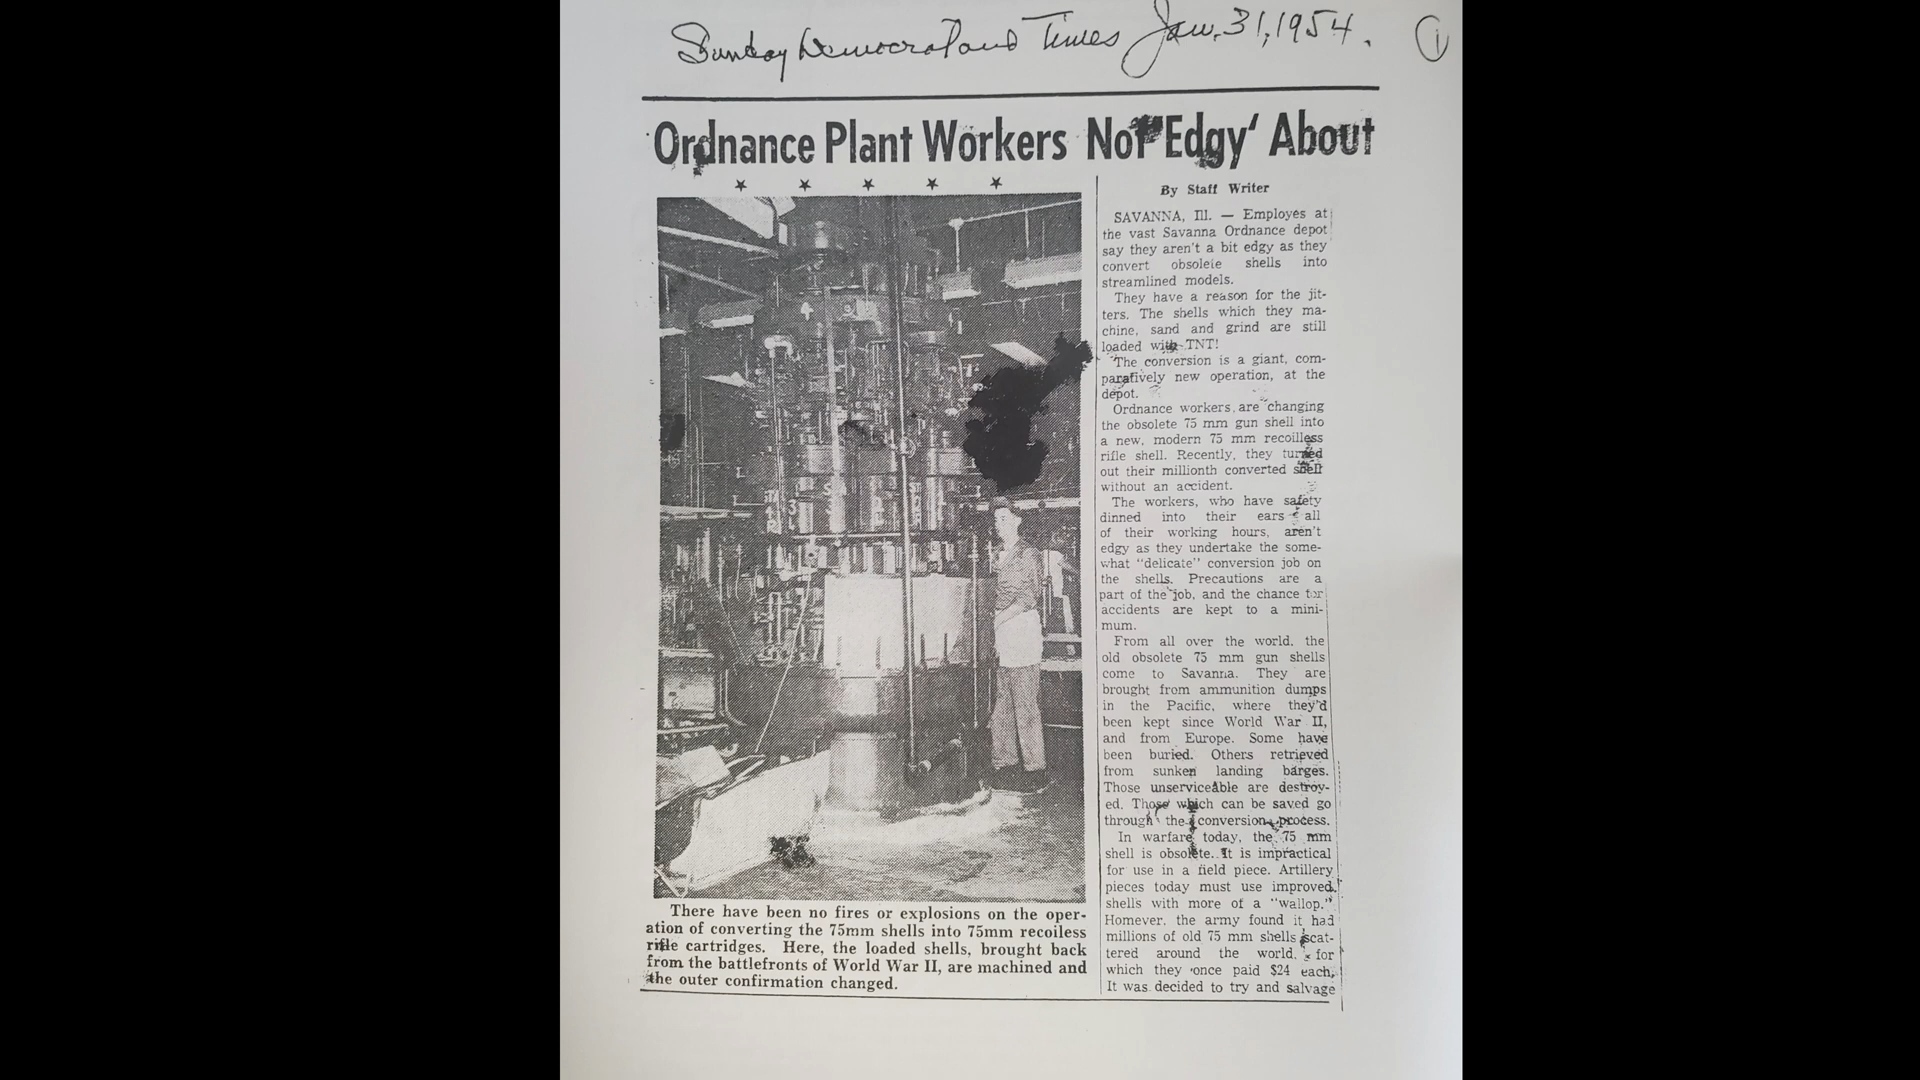 Sunday Democrat and Times Jan. 31, 1954. 1
Ordnance Plant Workers Not 'Edgy' About
By Staff Writer
SAVANNA, Ill. — Employes at
the vast Savanna Ordnance depot
say they aren't a bit edgy as they
convert obsolete shells into
streamlined models.
They have a reason for the jit-
ters. The shells which they ma-
chine, sand and grind are still
loaded with TNT!
The conversion is a giant, com-
paratively new operation, at the
depot.
Ordnance workers are changing
the obsolete 75 mm gun shell into
a new, modern 75 mm recoilless
rifle shell. Recently, they turned
out their millionth converted shell
without an accident.
The workers, who have safety
dinned into their ears all
of their working hours, aren't
edgy as they undertake the some-
what "delicate" conversion job on
the shells. Precautions are a
part of the job, and the chance for
accidents are kept to a mini-
mum.
From all over the world, the
old obsolete 75 mm gun shells
come to Savanna. They are
brought from ammunition dumps
in the Pacific, where they'd
been kept since World War II,
and from Europe. Some have
been buried. Others retrieved
from sunken landing barges.
Those unserviceable are destroy-
ed. Those which can be saved go
through the conversion process.
In warfare today, the 75 mm
shell is obsolete. It is impractical
for use in a field piece. Artillery
pieces today must use improved
shells with more of a "wallop."
Homever, the army found it had
millions of old 75 mm shells scat-
tered around the world, for
which they once paid $24 each.
It was decided to try and salvage
There have been no fires or explosions on the oper-
ation of converting the 75mm shells into 75mm recoiless
rifle cartridges. Here, the loaded shells, brought back
from the battlefronts of World War II, are machined and
the outer confirmation changed.